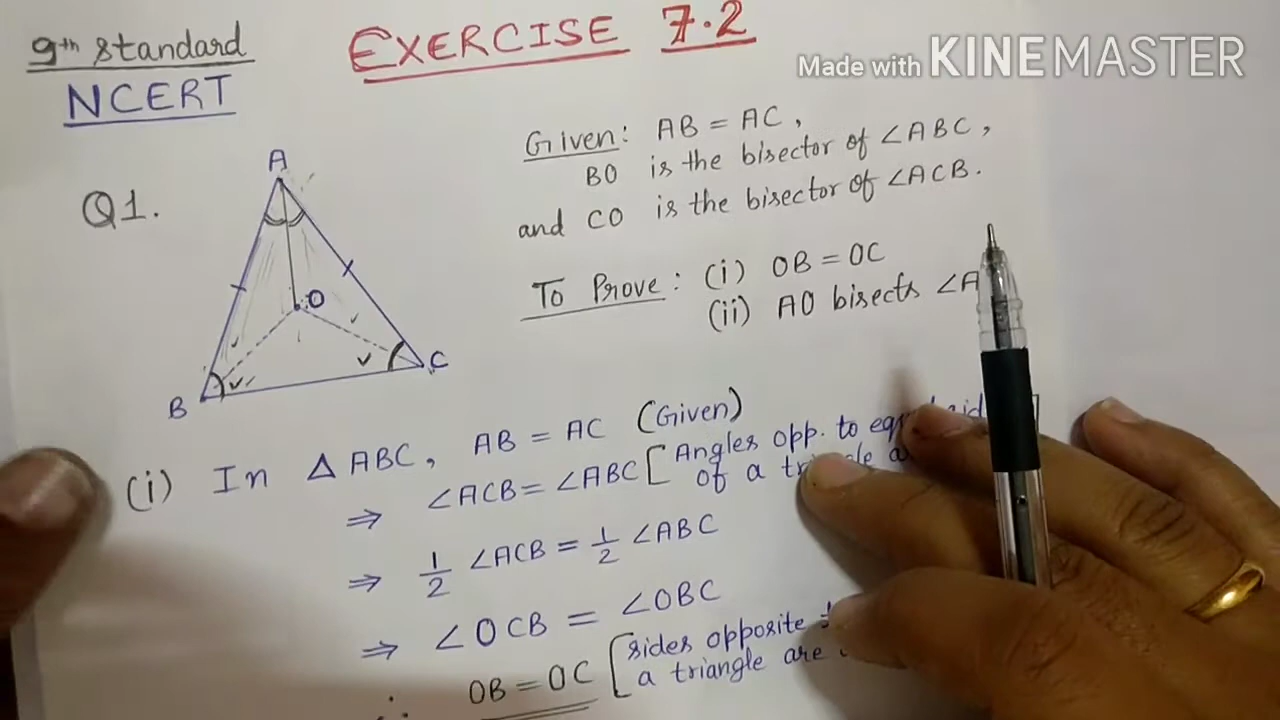 9th standard
NCERT
EXERCISE 7.2
Made with KINEMASTER
Q1.
A
O
B
C
Given: AB = AC,
BO is the bisector of ∠ABC,
and CO is the bisector of ∠ACB.
To Prove: (i) OB = OC
(ii) AO bisects ∠A
(i) In △ABC, AB = AC (Given)
⇒ ∠ACB = ∠ABC [Angles opp. to
of a
⇒ 1/2 ∠ACB = 1/2 ∠ABC
⇒ ∠OCB = ∠OBC
∴ OB = OC [sides opposite
a triangle are